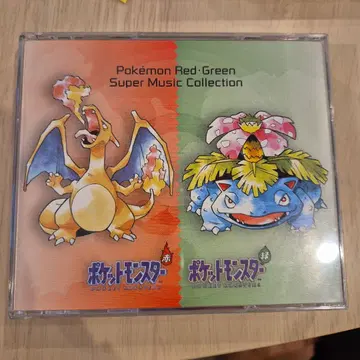 Pokémon Red·Green
Super Music Collection
ポケットモンスター 赤
ポケットモンスター 緑